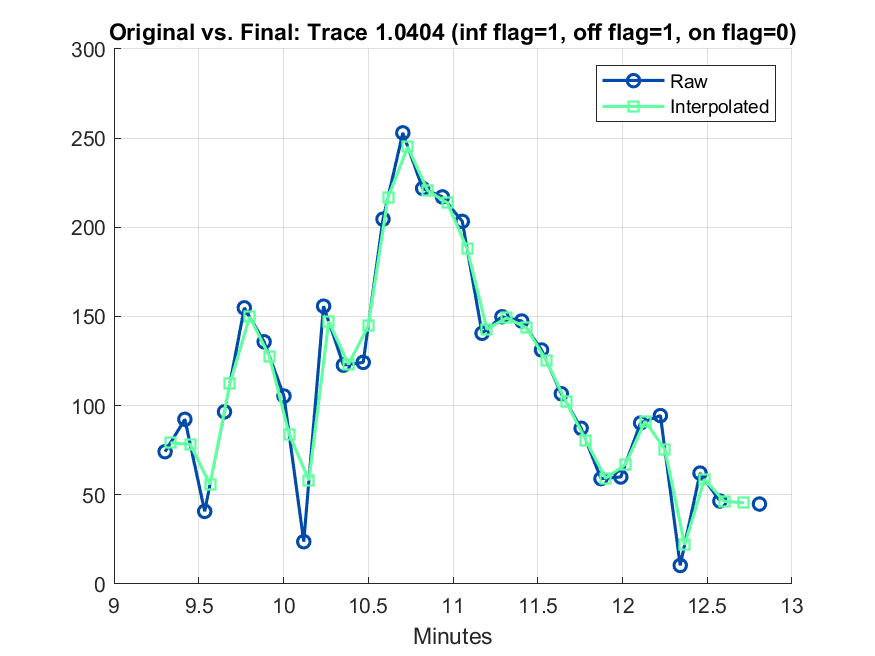 Original vs. Final: Trace 1.0404 (inf flag=1, off flag=1, on flag=0)
300
250
200
150
100
50
0
Raw
Interpolated
9 9.5 10 10.5 11 11.5 12 12.5 13
Minutes